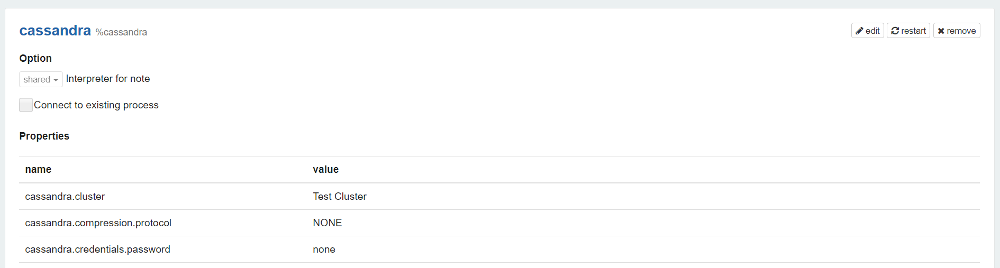 cassandra %cassandra
edit restart remove
Option
shared Interpreter for note
Connect to existing process
Properties
name value
cassandra.cluster Test Cluster
cassandra.compression.protocol NONE
cassandra.credentials.password none